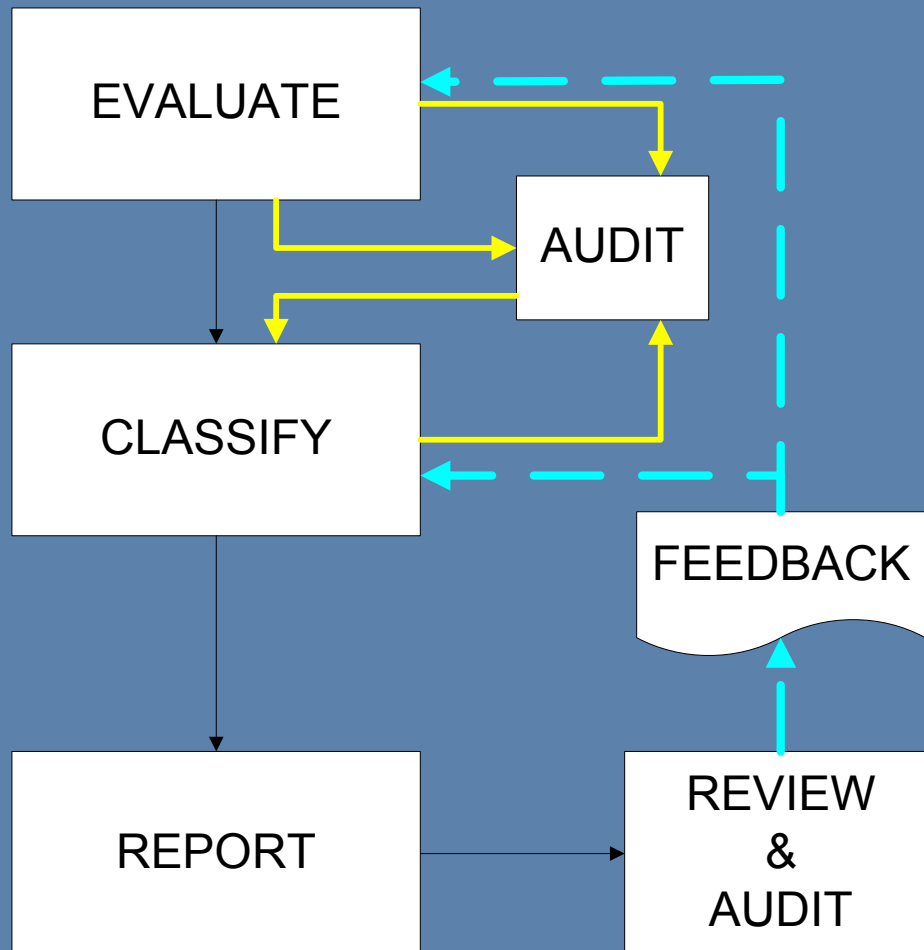 EVALUATE
AUDIT
CLASSIFY
FEEDBACK
REPORT
REVIEW
&
AUDIT